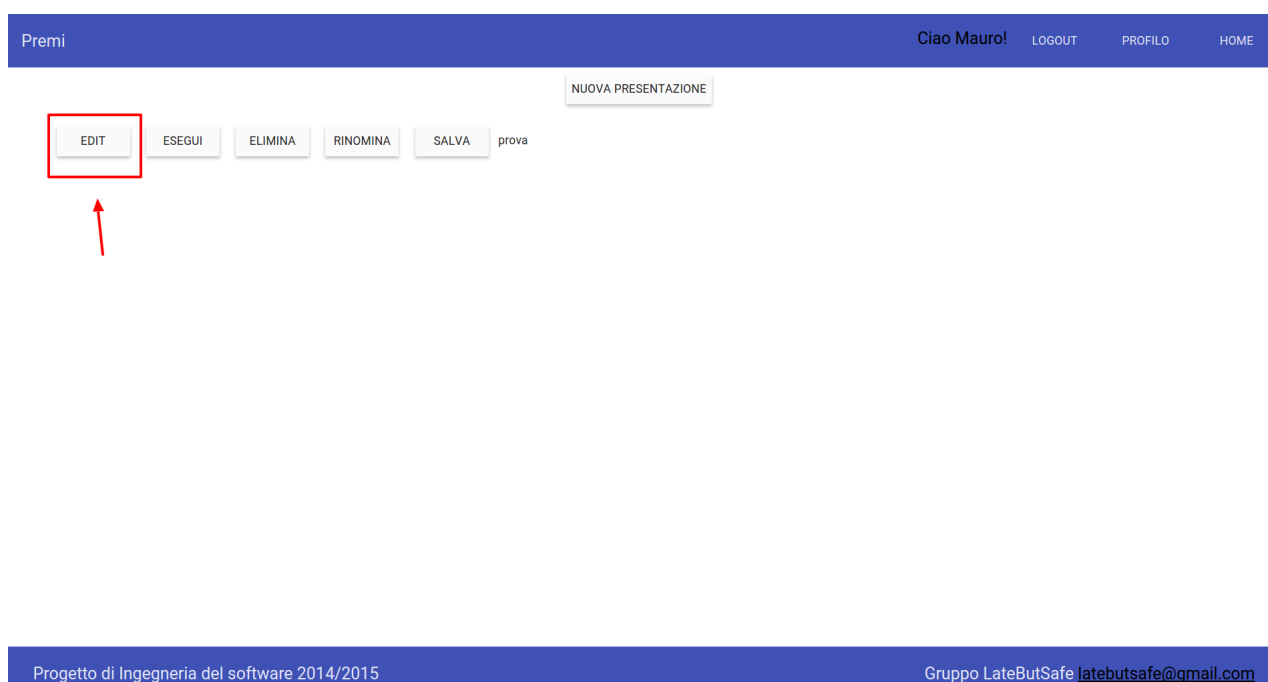 Premi Ciao Mauro! LOGOUT PROFILO HOME
NUOVA PRESENTAZIONE
EDIT ESEGUI ELIMINA RINOMINA SALVA prova
Progetto di Ingegneria del software 2014/2015 Gruppo LateButSafe latebutsafe@gmail.com